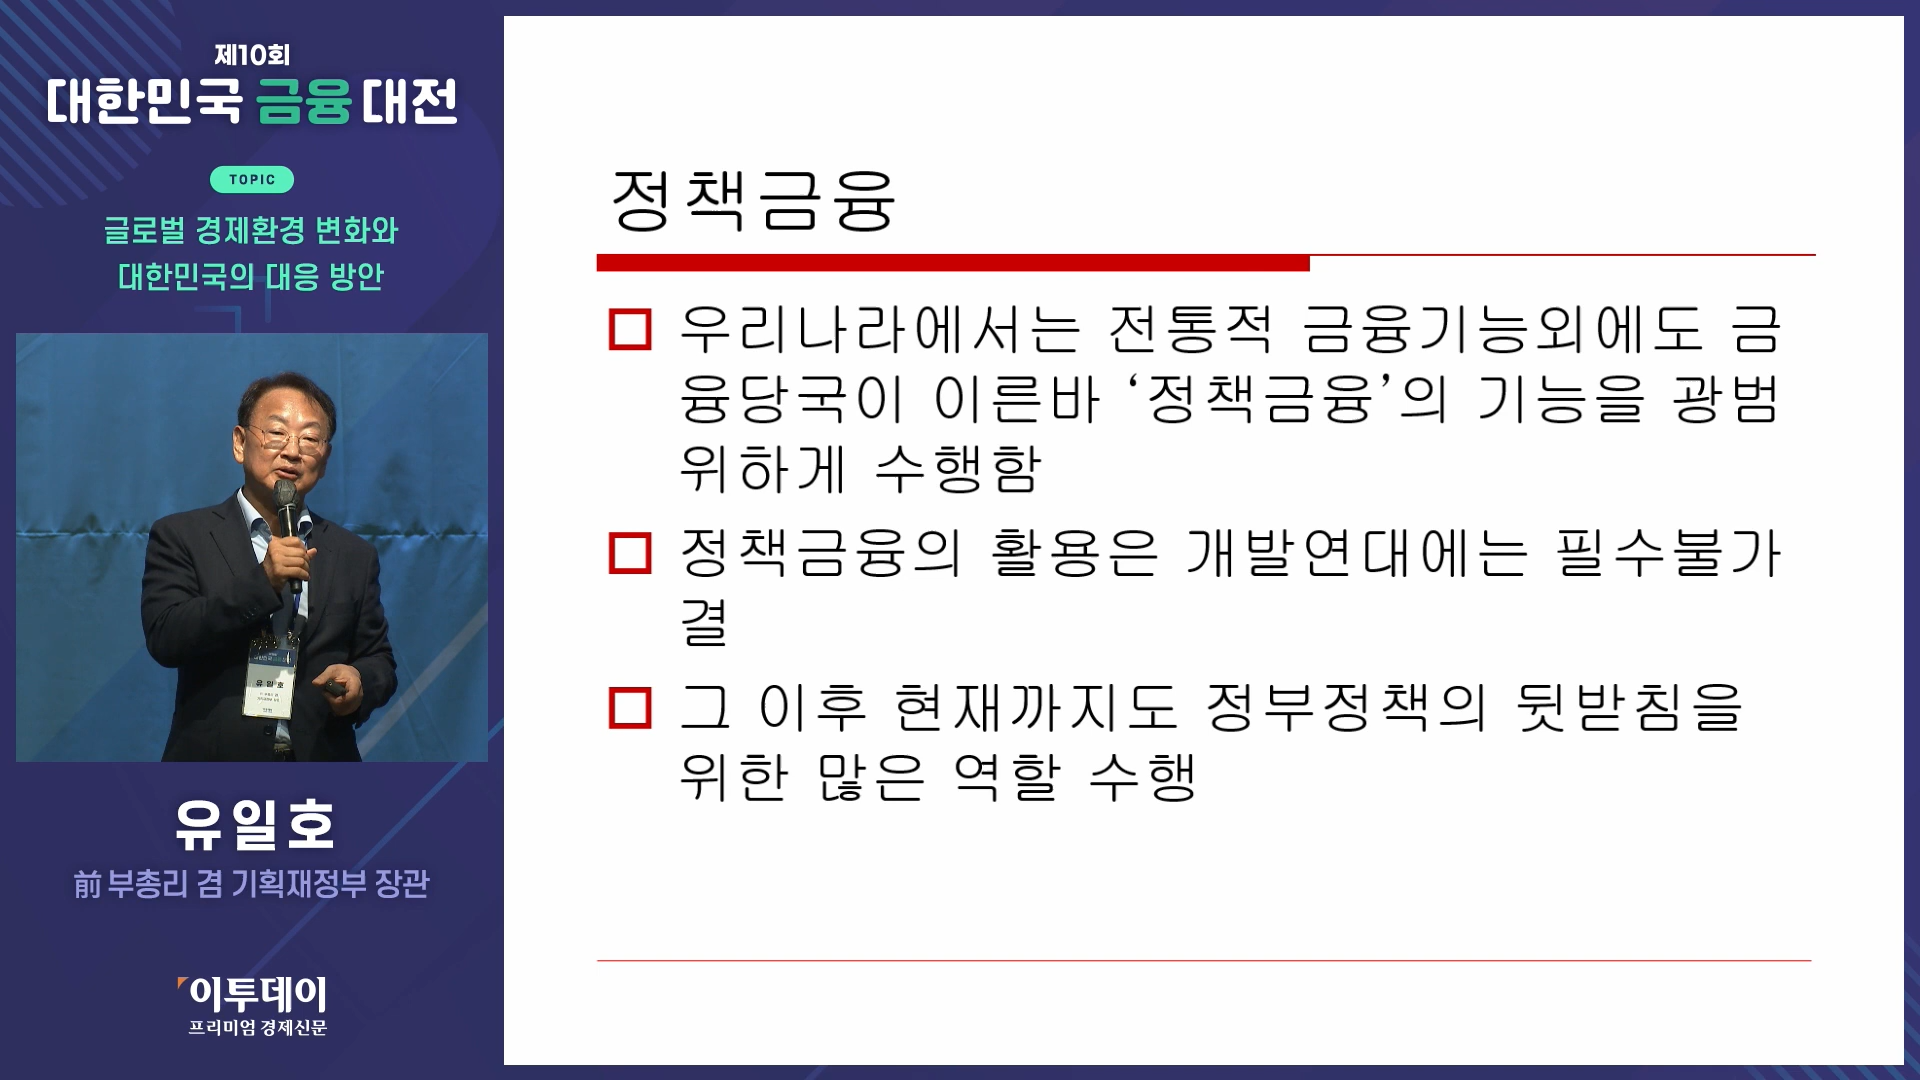 제10회
대한민국 금융대전
TOPIC
글로벌 경제환경 변화와
대한민국의 대응 방안
유 일 호
유일호
前 부총리 겸 기획재정부 장관
이투데이
프리미엄 경제신문
정책금융
우리나라에서는 전통적 금융기능외에도 금
융당국이 이른바 ‘정책금융’의 기능을 광범
위하게 수행함
정책금융의 활용은 개발연대에는 필수불가
결
그 이후 현재까지도 정부정책의 뒷받침을
위한 많은 역할 수행